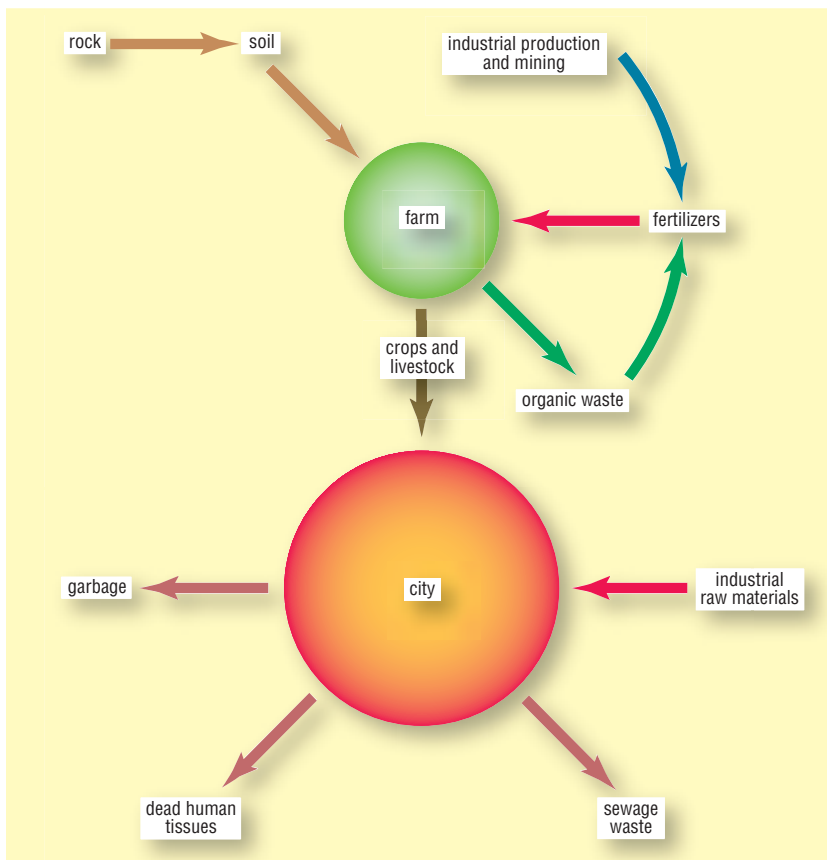 rock
soil
industrial production
and mining
farm
fertilizers
crops and
livestock
organic waste
garbage
city
industrial
raw materials
dead human
tissues
sewage
waste